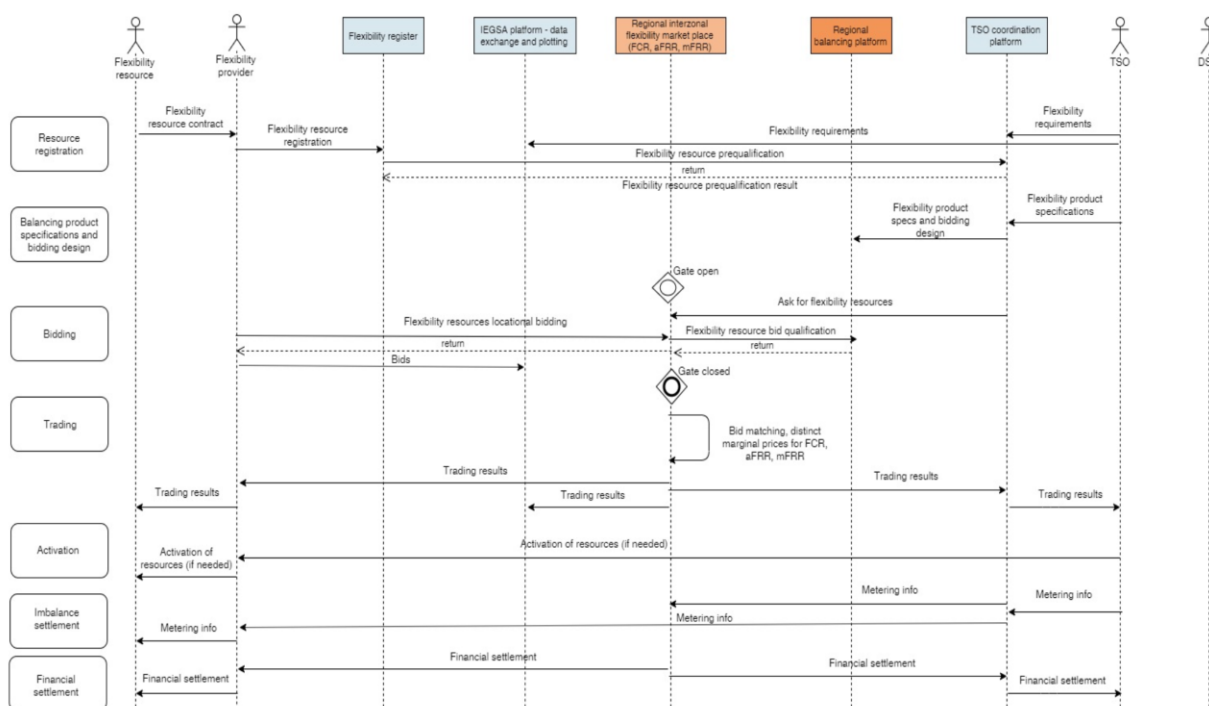 Flexibility
resource
Flexibility
provider
Flexibility register
IEGSA platform - data
exchange and plotting
Regional interzonal
flexibility market place
(FCR, aFRR, mFRR)
Regional
balancing platform
TSO coordination
platform
TSO
DS
Resource
registration
Flexibility
resource contract
Flexibility resource
registration
Flexibility requirements
Flexibility
requirements
Flexibility resource prequalification
return
Flexibility resource prequalification result
Balancing product
specifications and
bidding design
Flexibility product
specs and bidding
design
Flexibility product
specifications
Gate open
Ask for flexibility resources
Bidding
Flexibility resources locational bidding
Flexibility resource bid qualification
return
return
Bids
Gate closed
Trading
Bid matching, distinct
marginal prices for FCR,
aFRR, mFRR
Trading results
Trading results
Trading results
Trading results
Trading results
Activation
Activation of resources (if needed)
Activation of
resources (if needed)
Imbalance
settlement
Metering info
Metering info
Metering info
Metering info
Financial
settlement
Financial settlement
Financial settlement
Financial settlement
Financial settlement